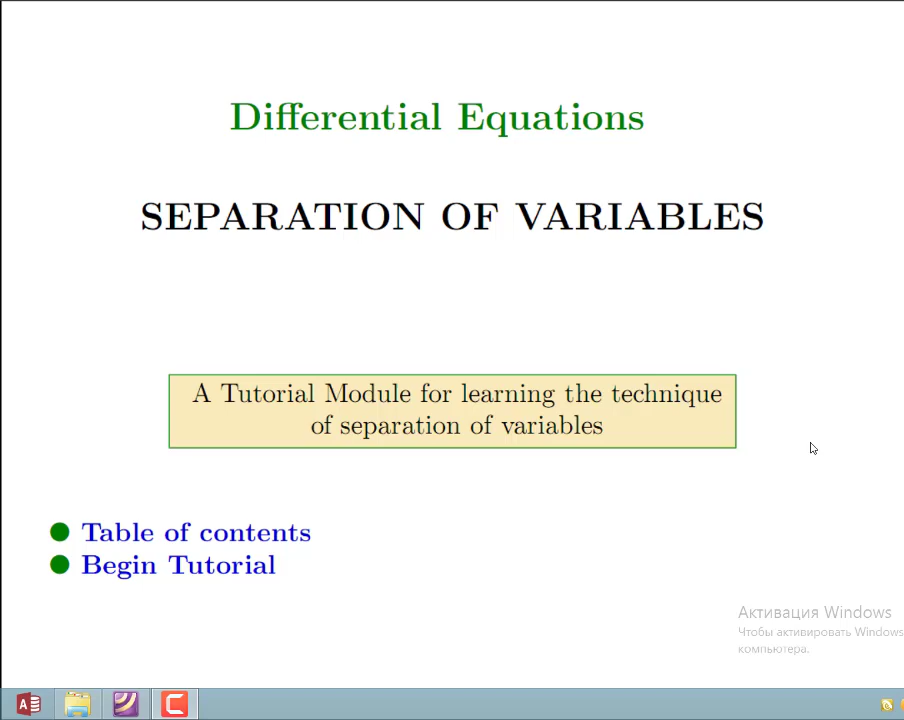 Differential Equations
SEPARATION OF VARIABLES
A Tutorial Module for learning the technique
of separation of variables
Table of contents
Begin Tutorial
Активация Windows
Чтобы активировать Windows
компьютера.